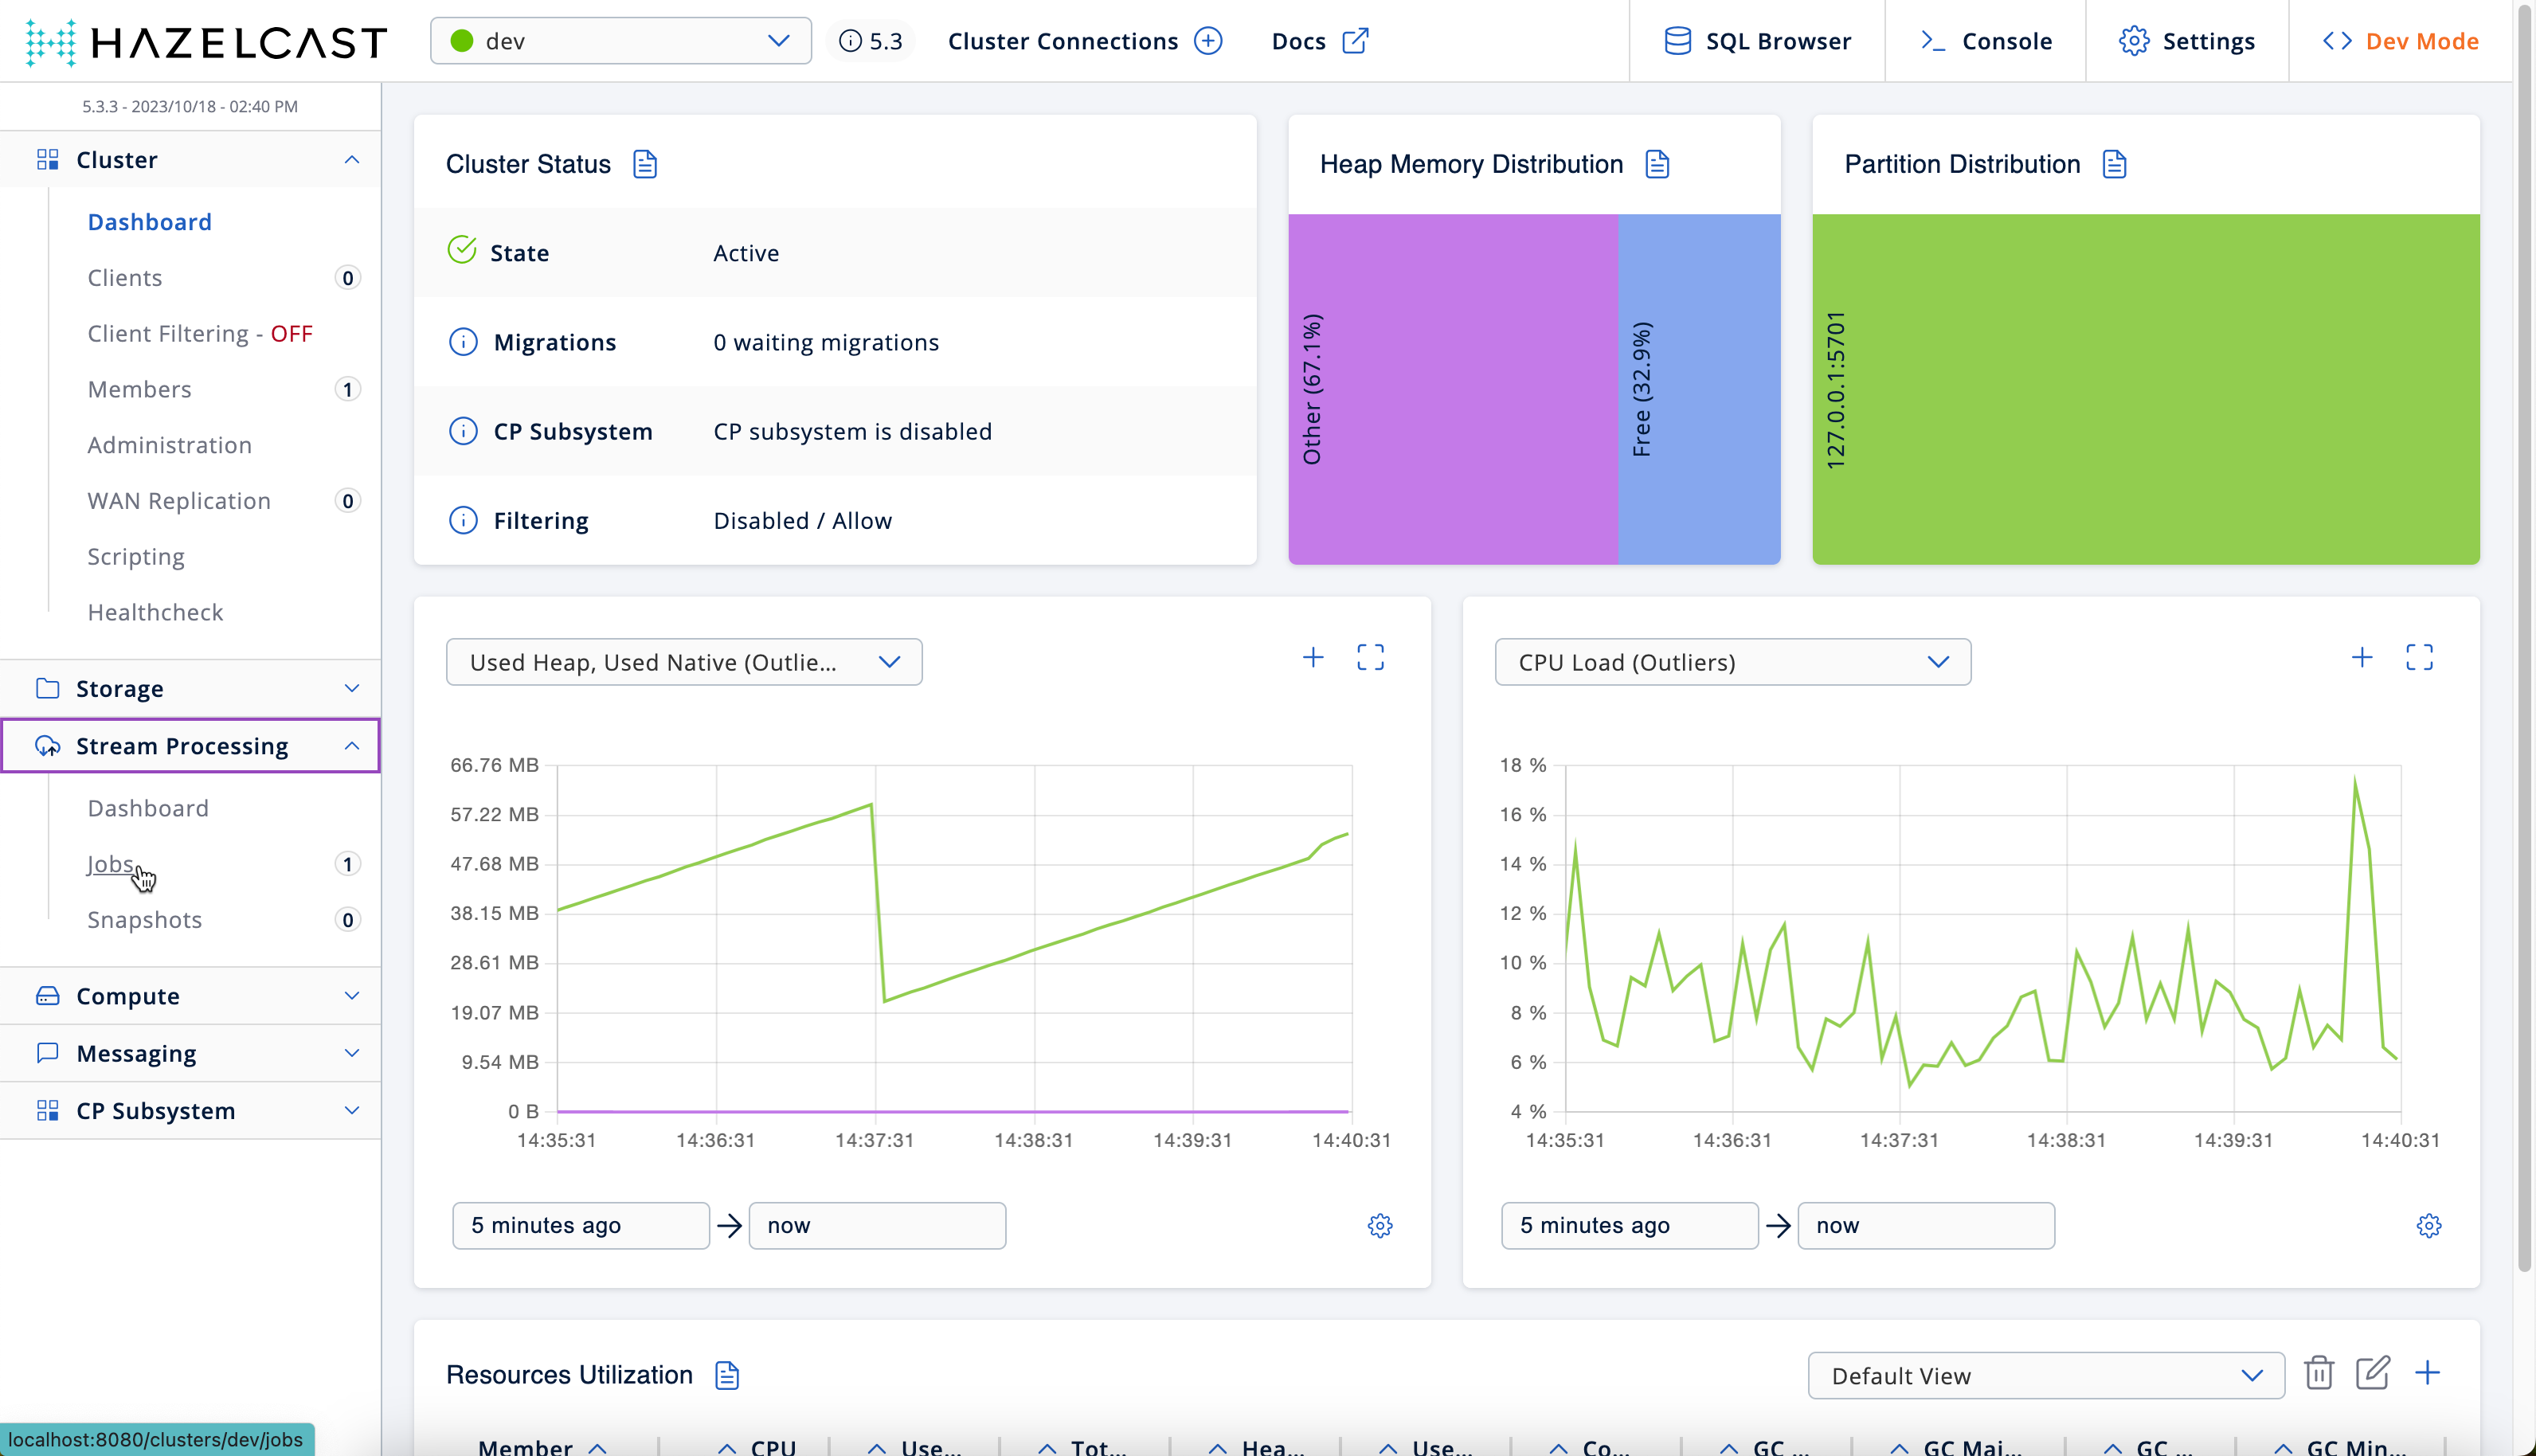 HAZELCAST
dev
5.3
Cluster Connections
Docs
SQL Browser
Console
Settings
Dev Mode
5.3.3 - 2023/10/18 - 02:40 PM
Cluster
Dashboard
Clients 0
Client Filtering - OFF
Members 1
Administration
WAN Replication 0
Scripting
Healthcheck
Storage
Stream Processing
Dashboard
Jobs 1
Snapshots 0
Compute
Messaging
CP Subsystem
localhost:8080/clusters/dev/jobs
Cluster Status
State Active
Migrations 0 waiting migrations
CP Subsystem CP subsystem is disabled
Filtering Disabled / Allow
Heap Memory Distribution
Other (67.1%)
Free (32.9%)
Partition Distribution
127.0.0.1:5701
Used Heap, Used Native (Outlie...
66.76 MB
57.22 MB
47.68 MB
38.15 MB
28.61 MB
19.07 MB
9.54 MB
0 B
14:35:31 14:36:31 14:37:31 14:38:31 14:39:31 14:40:31
5 minutes ago now
CPU Load (Outliers)
18 %
16 %
14 %
12 %
10 %
8 %
6 %
4 %
14:35:31 14:36:31 14:37:31 14:38:31 14:39:31 14:40:31
5 minutes ago now
Resources Utilization
Default View
Member CPU Use... Tot... Hea... Use... Co... GC ... GC Mai... GC ... GC Min...